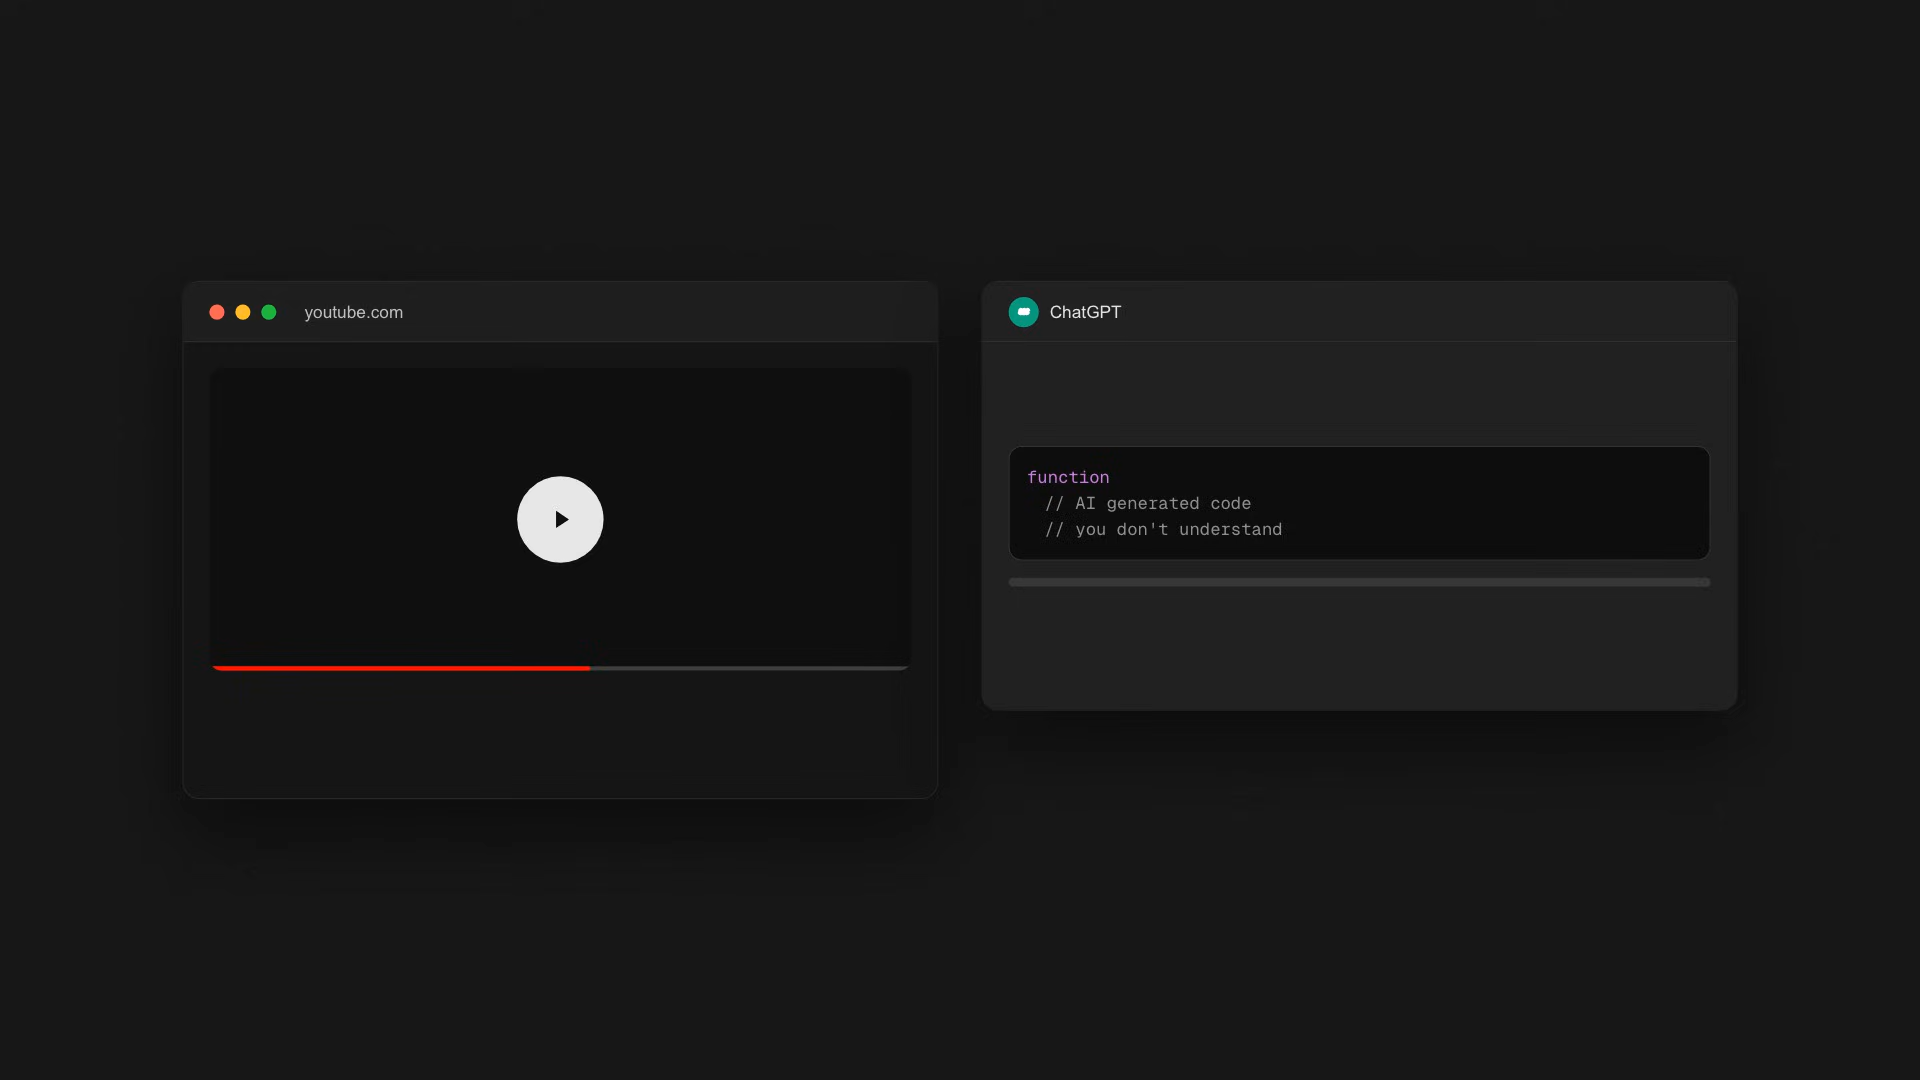 youtube.com
ChatGPT
function
// AI generated code
// you don't understand